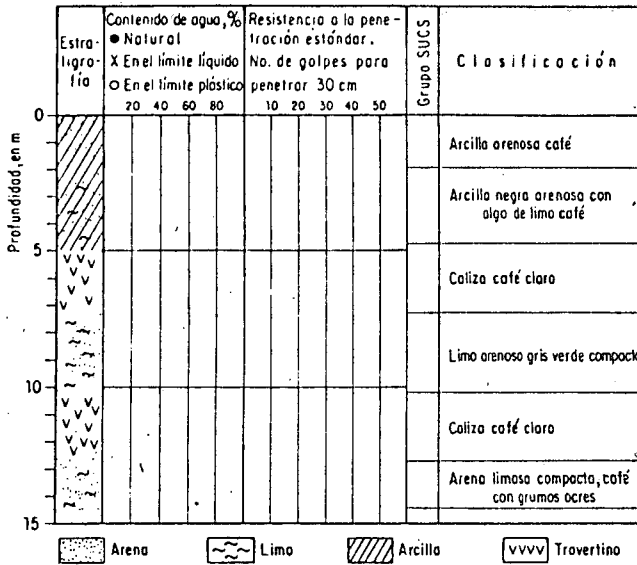 Estra-
tigra-
fía
Contenido de agua, %
● Natural
X En el límite líquido
O En el límite plástico
20 40 60 80
Resistencia a la pene-
tración estándar.
No. de golpes para
penetrar 30 cm
10 20 30 40 50
Grupo SUCS
Clasificación
Profundidad, en m
0
5
10
15
Arcilla arenosa café
Arcilla negra arenosa con
algo de limo café
Caliza café claro
Limo arenoso gris verde compacto
Caliza café claro
Arena limosa compacta, café
con grumos ocres
Arena
Limo
Arcilla
Travertino